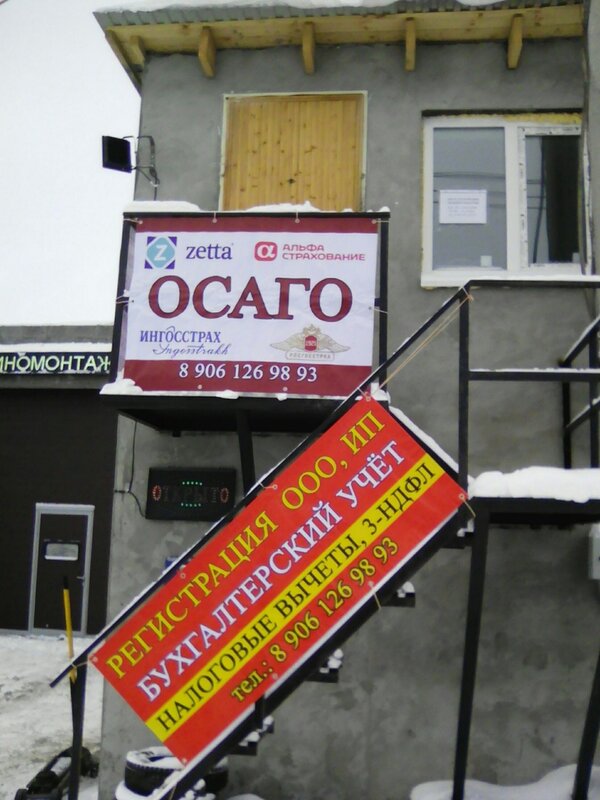 Z zetta
α АЛЬФА
СТРАХОВАНИЕ
ОСАГО
ИНГОССТРАХ
Ingosstrakh
РОСГОССТРАХ
8 906 126 98 93
ИНОМОНТАЖ
ОТКРЫТО
РЕГИСТРАЦИЯ ООО, ИП
БУХГАЛТЕРСКИЙ УЧЁТ
НАЛОГОВЫЕ ВЫЧЕТЫ, 3-НДФЛ
тел.: 8 906 126 98 93